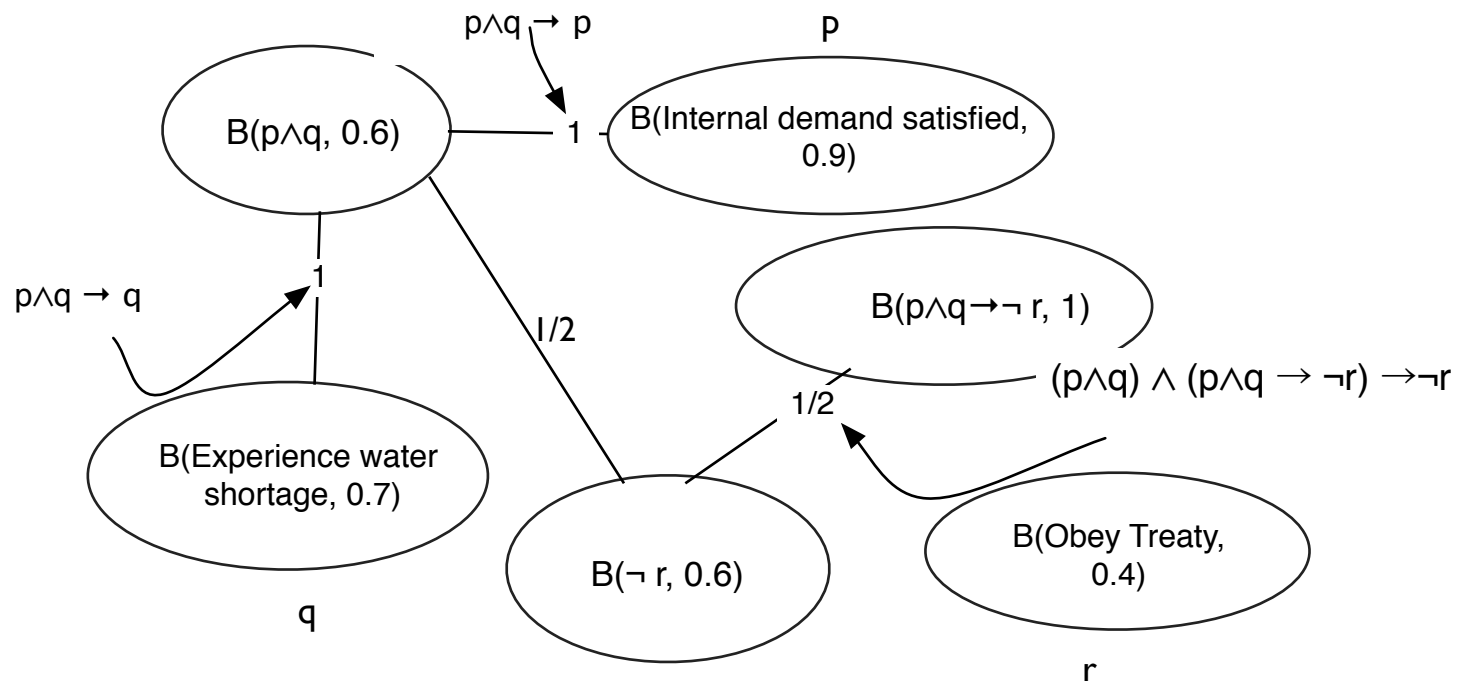 p∧q → p
p
B(p∧q, 0.6)
1
B(Internal demand satisfied,
0.9)
1
p∧q → q
1/2
B(p∧q→¬ r, 1)
(p∧q) ∧ (p∧q → ¬r) →¬r
1/2
B(Experience water
shortage, 0.7)
B(¬ r, 0.6)
B(Obey Treaty,
0.4)
q
r